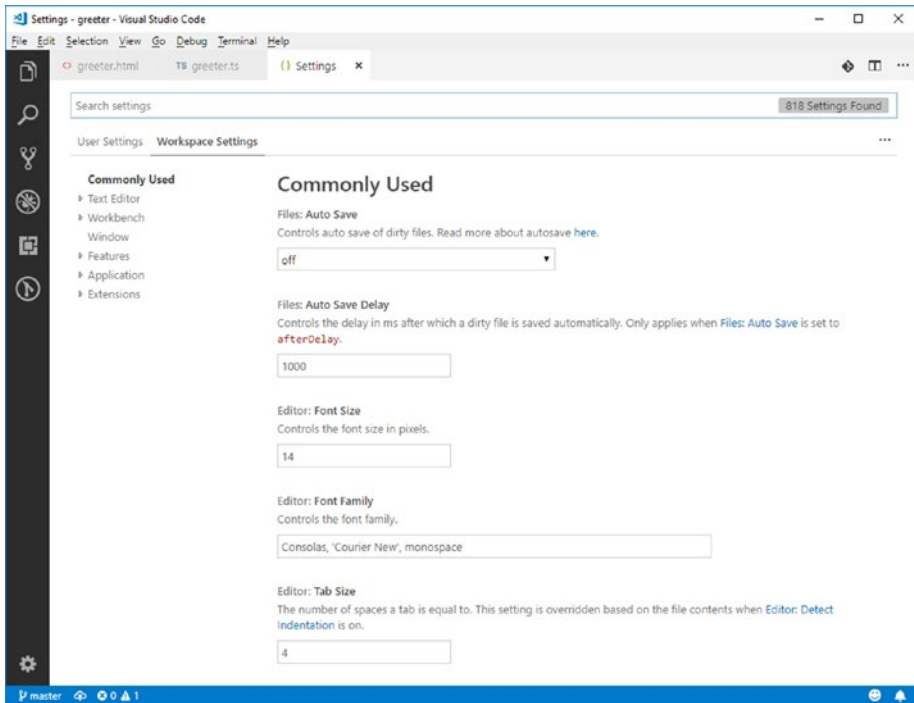 Settings - greeter - Visual Studio Code
File Edit Selection View Go Debug Terminal Help
<> greeter.html TS greeter.ts {} Settings ×
Search settings 818 Settings Found
User Settings Workspace Settings
Commonly Used
Text Editor
Workbench
Window
Features
Application
Extensions
Commonly Used
Files: Auto Save
Controls auto save of dirty files. Read more about autosave here.
off
Files: Auto Save Delay
Controls the delay in ms after which a dirty file is saved automatically. Only applies when Files: Auto Save is set to
afterDelay.
1000
Editor: Font Size
Controls the font size in pixels.
14
Editor: Font Family
Controls the font family.
Consolas, 'Courier New', monospace
Editor: Tab Size
The number of spaces a tab is equal to. This setting is overridden based on the file contents when Editor: Detect
Indentation is on.
4
master 0 1